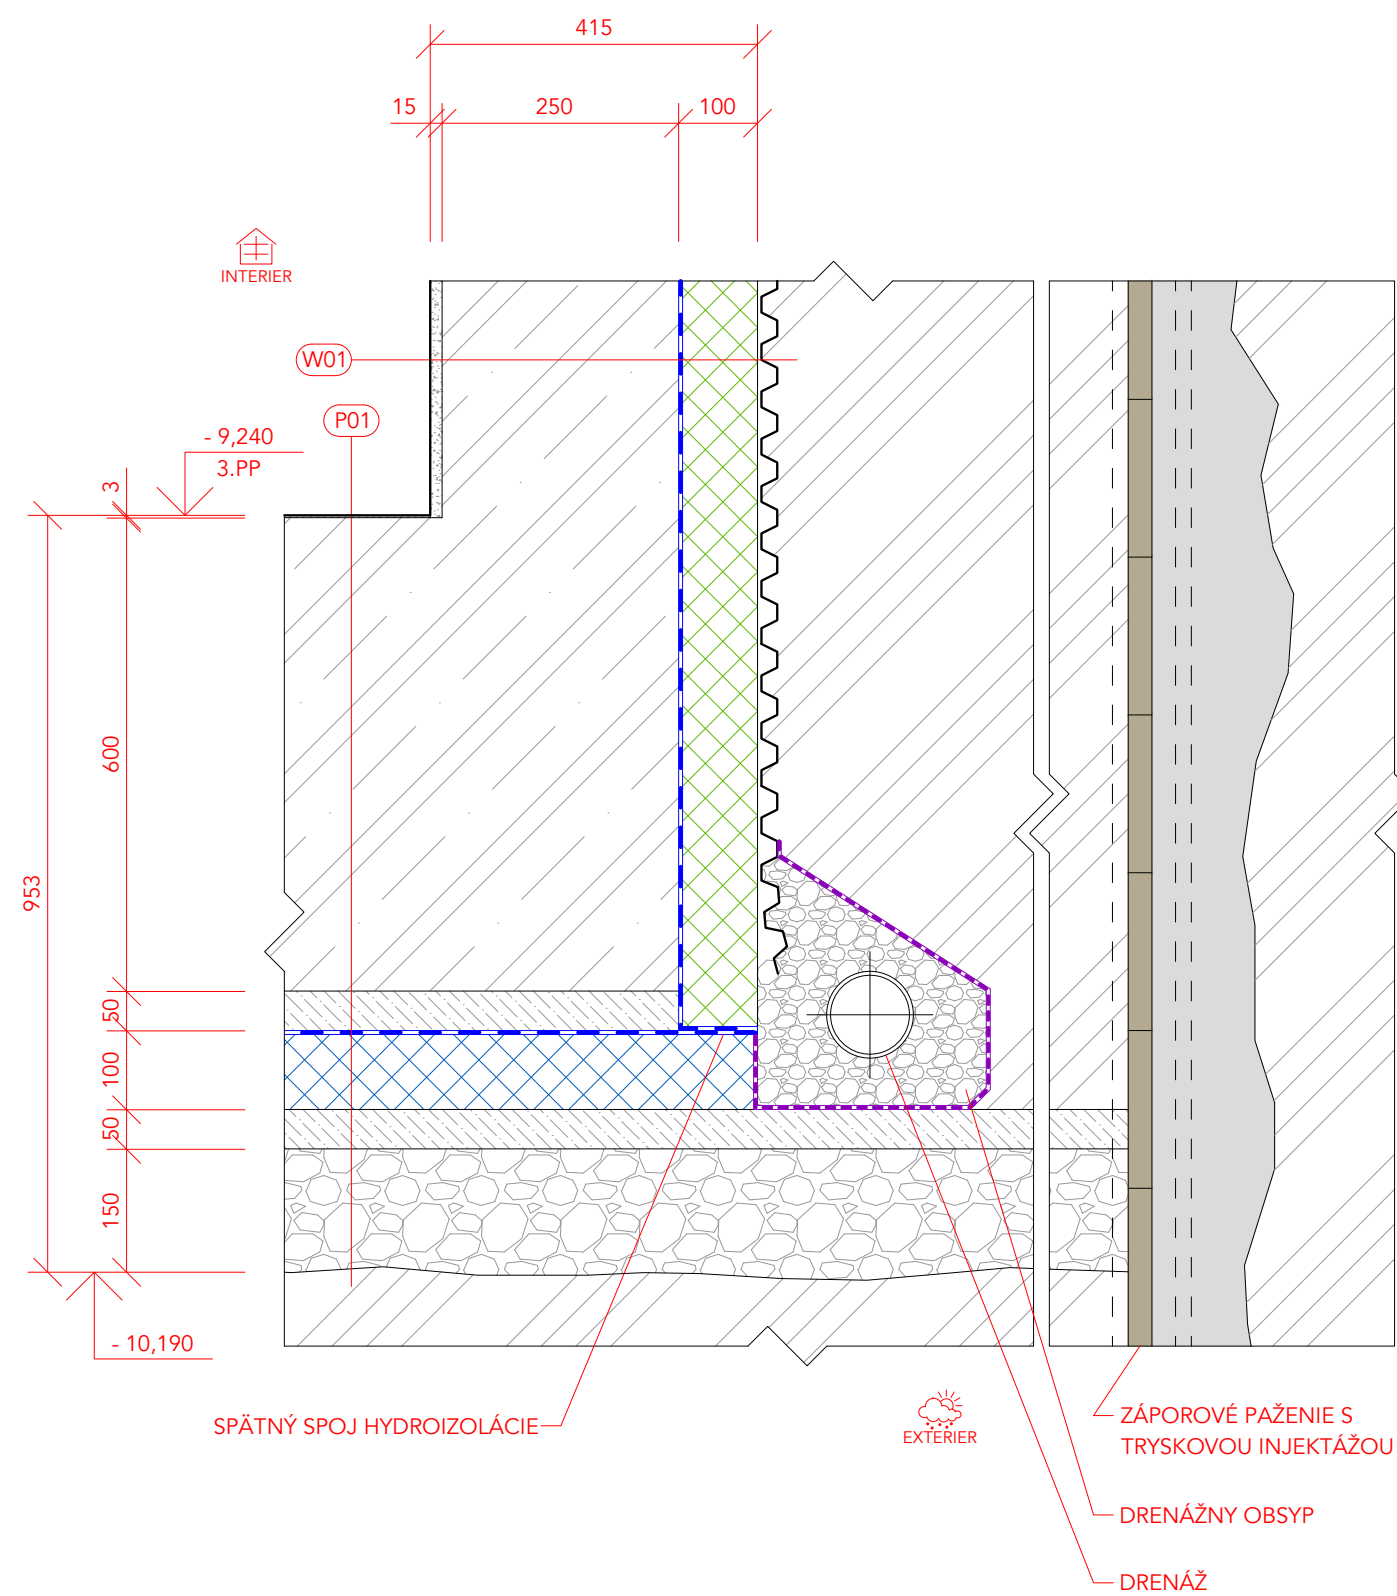 415
15
250
100
INTERIER
W01
P01
- 9,240
3.PP
3
600
953
50
100
50
150
- 10,190
SPÄTNÝ SPOJ HYDROIZOLÁCIE
EXTERIER
ZÁPOROVÉ PAŽENIE S
TRYSKOVOU INJEKTÁŽOU
DRENÁŽNY OBSYP
DRENÁŽ